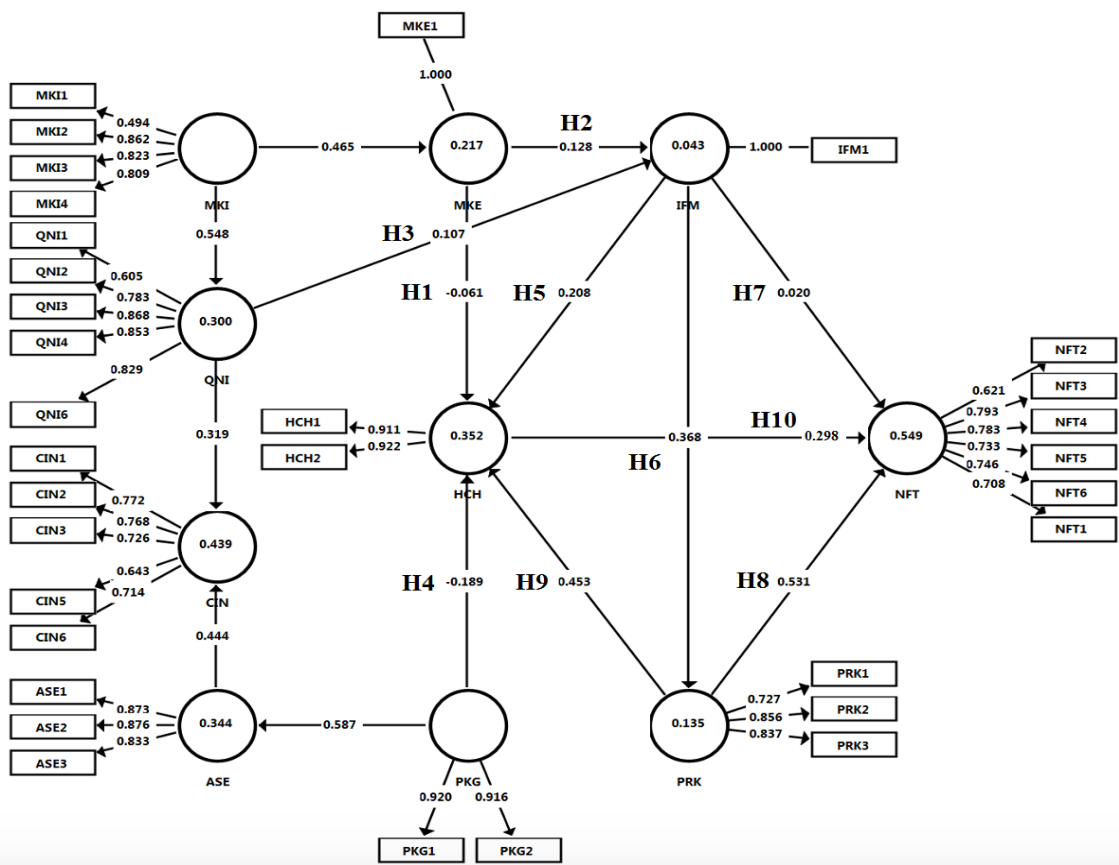 MKE1
1.000
MKI1
MKI2
MKI3
MKI4
0.494
0.862
0.823
0.809
MKI
0.465
0.217
MKE
H2
0.128
0.043
IFM
1.000
IFM1
0.548
H3
0.107
QNI1
QNI2
QNI3
QNI4
QNI6
0.605
0.783
0.868
0.853
0.829
0.300
QNI
H1
-0.061
H5
0.208
H7
0.020
0.319
HCH1
HCH2
0.911
0.922
0.352
HCH
0.368
H6
H10
0.298
0.549
NFT
0.621
0.793
0.783
0.733
0.746
0.708
NFT2
NFT3
NFT4
NFT5
NFT6
NFT1
CIN1
CIN2
CIN3
CIN5
CIN6
0.772
0.768
0.726
0.643
0.714
0.439
CIN
H4
-0.189
H9
0.453
H8
0.531
0.444
ASE1
ASE2
ASE3
0.873
0.876
0.833
0.344
ASE
0.587
PKG
0.920
0.916
PKG1
PKG2
0.135
PRK
0.727
0.856
0.837
PRK1
PRK2
PRK3